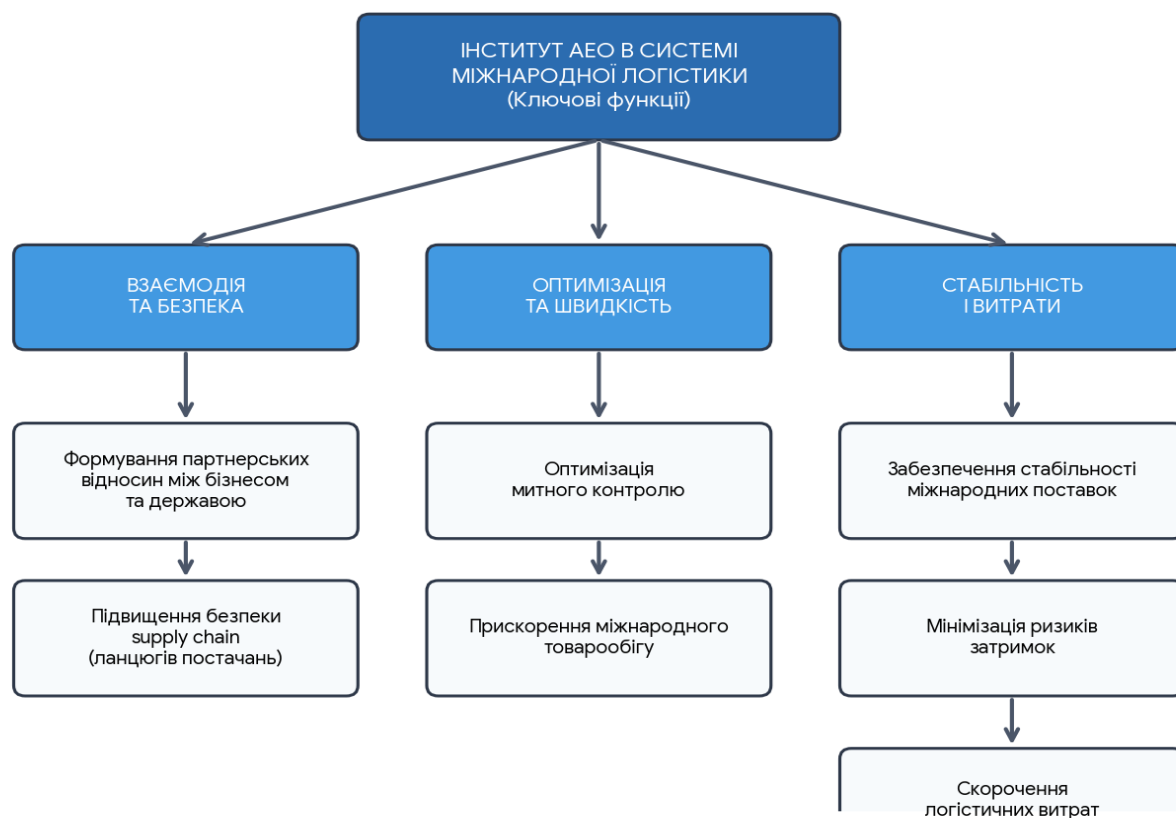 ІНСТИТУТ АЕО В СИСТЕМІ
МІЖНАРОДНОЇ ЛОГІСТИКИ
(Ключові функції)
ВЗАЄМОДІЯ
ТА БЕЗПЕКА
ОПТИМІЗАЦІЯ
ТА ШВИДКІСТЬ
СТАБІЛЬНІСТЬ
І ВИТРАТИ
Формування партнерських
відносин між бізнесом
та державою
Оптимізація
митного контролю
Забезпечення стабільності
міжнародних поставок
Підвищення безпеки
supply chain
(ланцюгів постачань)
Прискорення міжнародного
товарообігу
Мінімізація ризиків
затримок
Скорочення
логістичних витрат